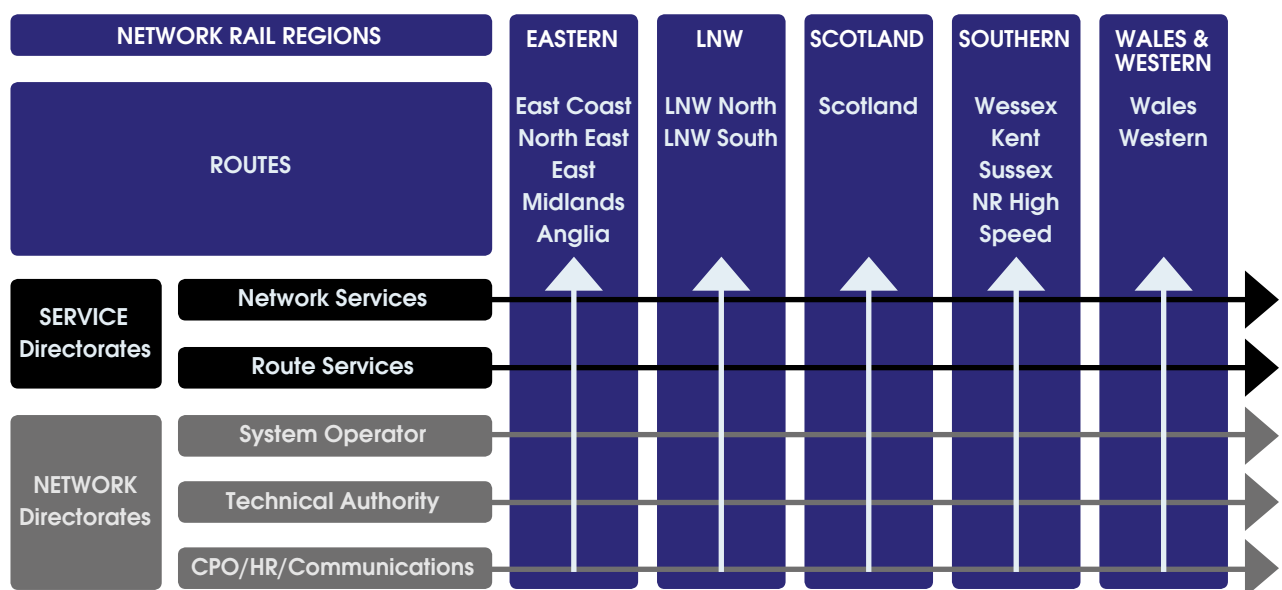 NETWORK RAIL REGIONS
EASTERN
LNW
SCOTLAND
SOUTHERN
WALES &
WESTERN
ROUTES
East Coast
North East
East
Midlands
Anglia
LNW North
LNW South
Scotland
Wessex
Kent
Sussex
NR High
Speed
Wales
Western
SERVICE
Directorates
Network Services
Route Services
NETWORK
Directorates
System Operator
Technical Authority
CPO/HR/Communications